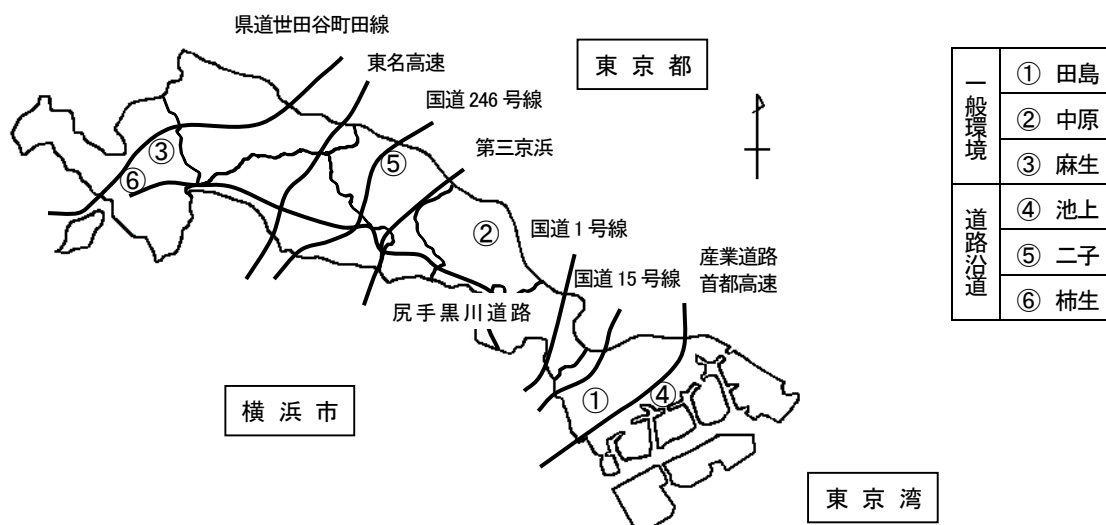 県道世田谷町田線
東名高速
国道246号線
第三京浜
東京都
③
⑥
⑤
②
国道1号線
国道15号線
産業道路
首都高速
尻手黒川道路
①
④
横浜市
東京湾
一般環境
① 田島
② 中原
③ 麻生
道路沿道
④ 池上
⑤ 二子
⑥ 柿生